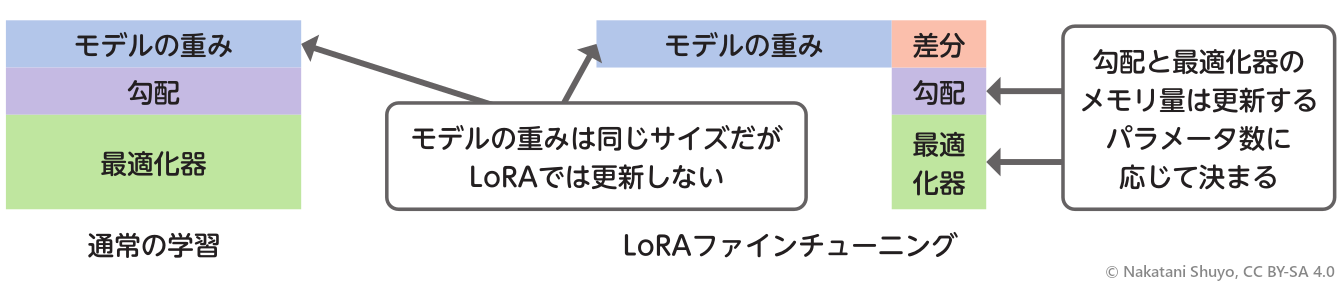 モデルの重み
勾配
最適化器
通常の学習
モデルの重みは同じサイズだが
LoRAでは更新しない
モデルの重み
差分
勾配
最適
化器
LoRAファインチューニング
勾配と最適化器の
メモリ量は更新する
パラメータ数に
応じて決まる
© Nakatani Shuyo, CC BY-SA 4.0